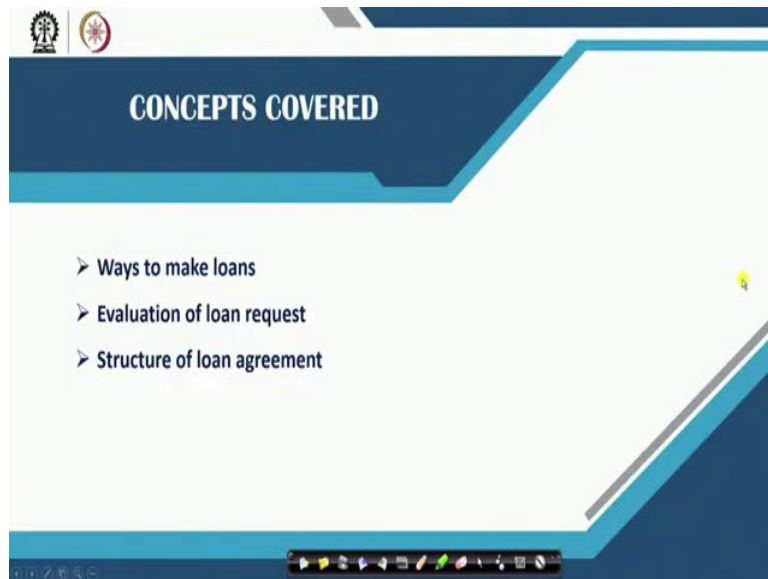 CONCEPTS COVERED
Ways to make loans
Evaluation of loan request
Structure of loan agreement